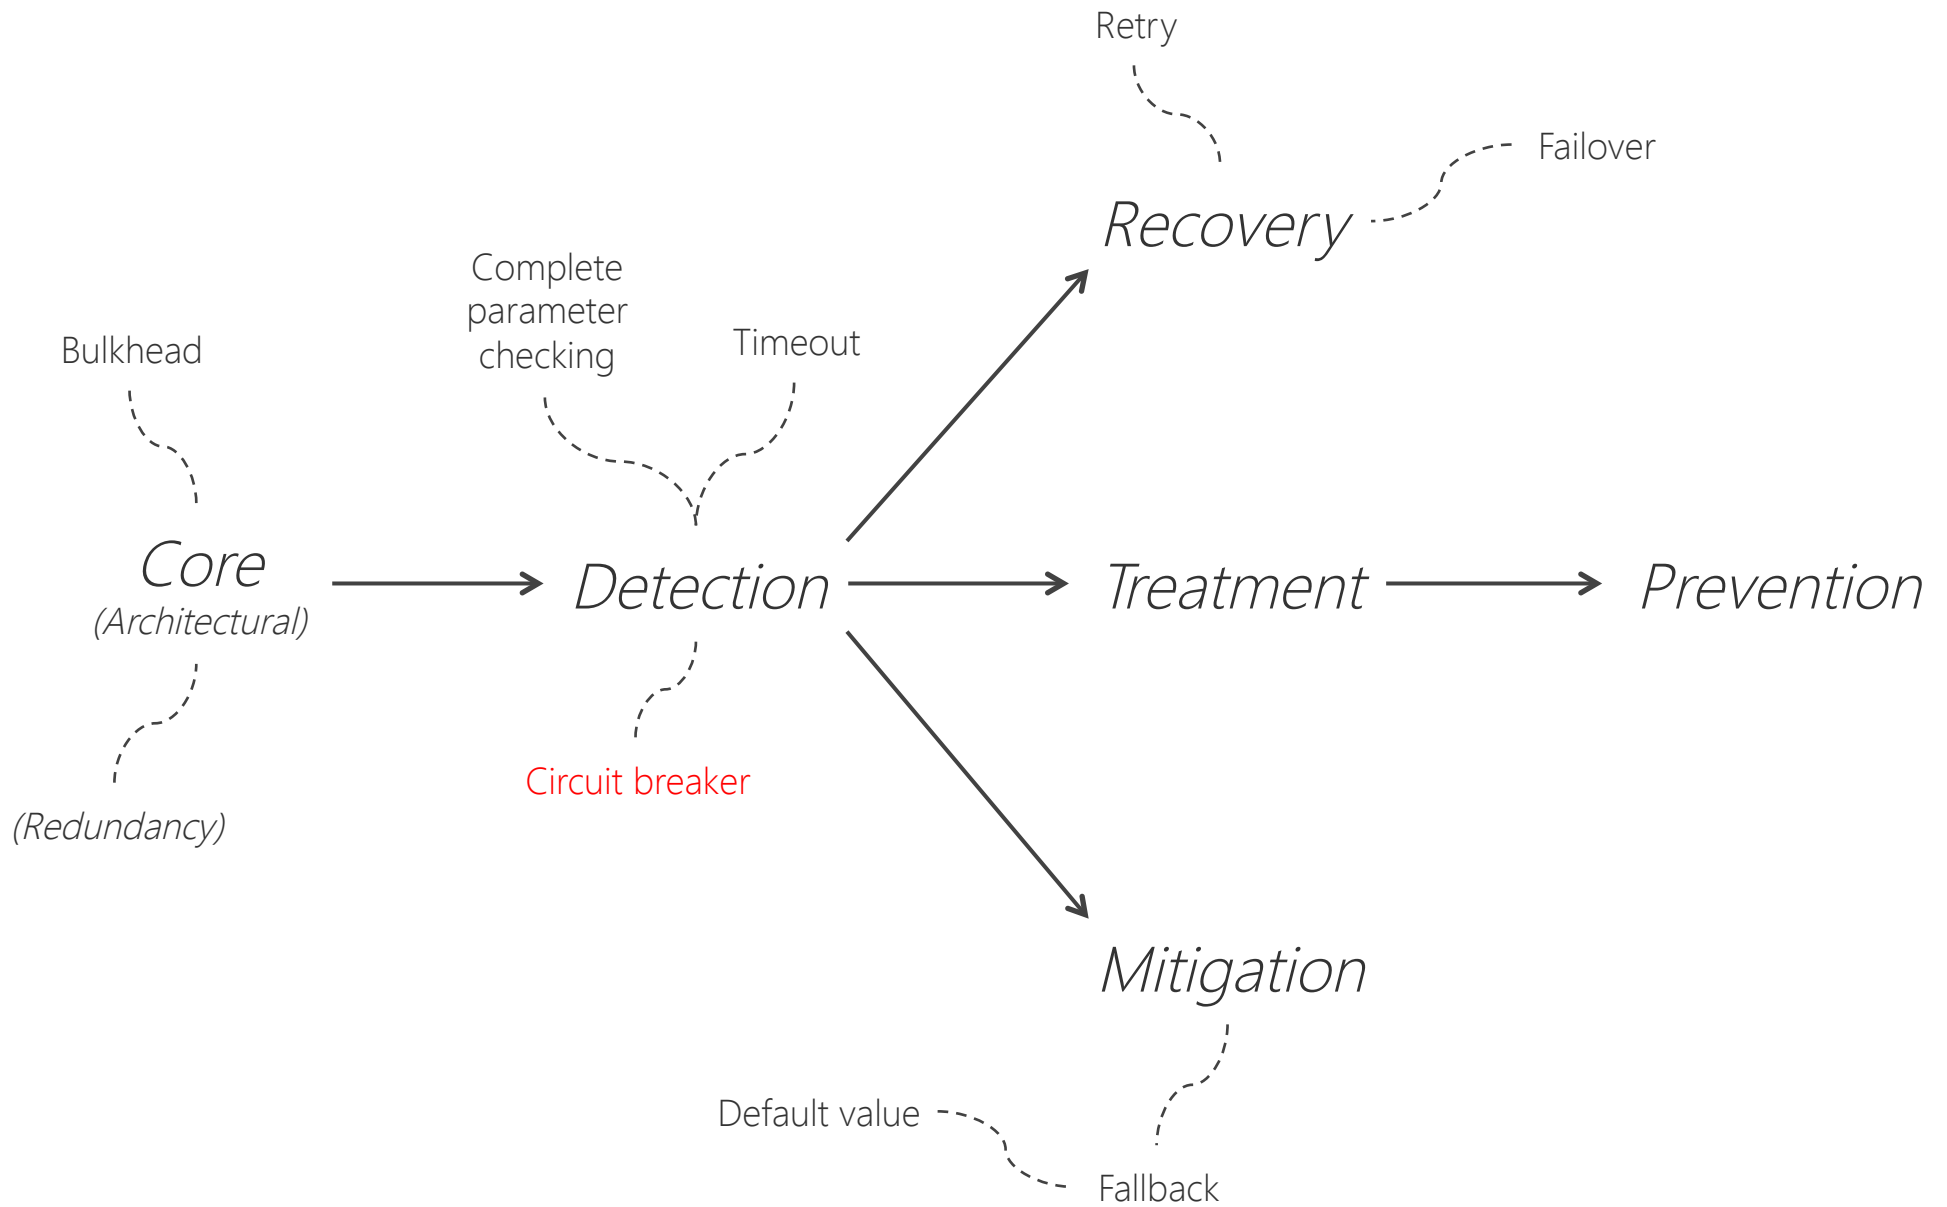 Retry
Failover
Recovery
Complete
parameter
checking
Timeout
Bulkhead
Core
(Architectural)
Detection
Treatment
Prevention
Circuit breaker
(Redundancy)
Mitigation
Default value
Fallback